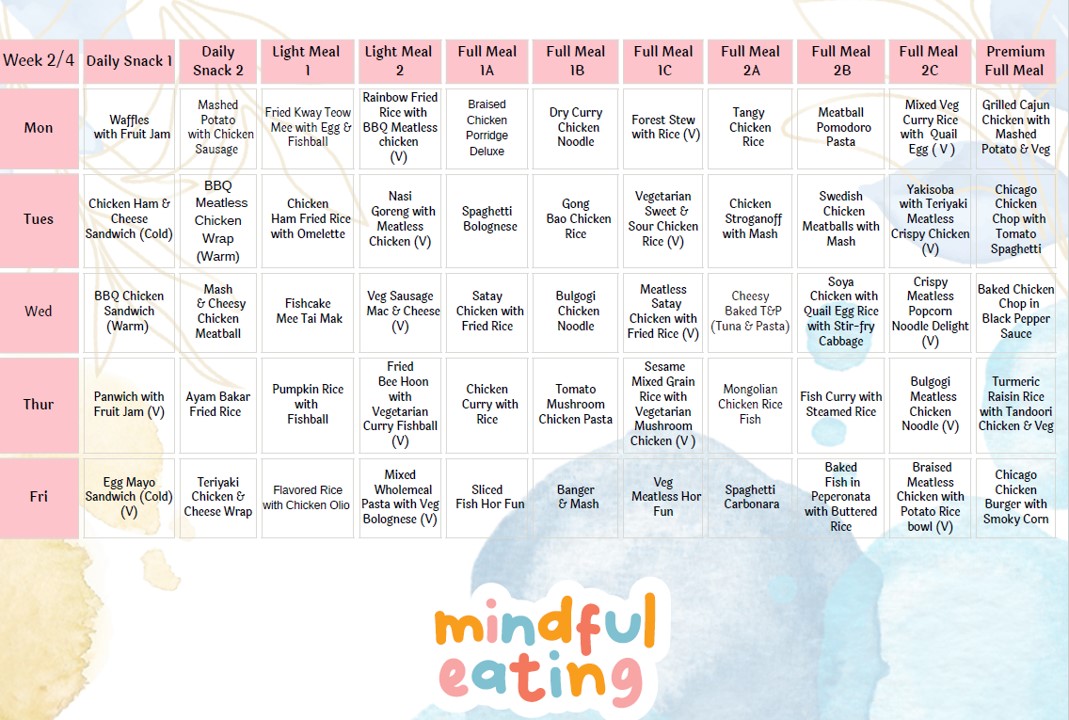 Week 2/4
Daily Snack 1
Daily
Snack 2
Light Meal
1
Light Meal
2
Full Meal
1A
Full Meal
1B
Full Meal
1C
Full Meal
2A
Full Meal
2B
Full Meal
2C
Premium
Full Meal
Mon
Waffles
with Fruit Jam
Mashed
Potato
with Chicken
Sausage
Fried Kway Teow
Mee with Egg &
Fishball
Rainbow Fried
Rice with
BBQ Meatless
chicken
(V)
Braised
Chicken
Porridge
Deluxe
Dry Curry
Chicken
Noodle
Forest Stew
with Rice (V)
Tangy
Chicken
Rice
Meatball
Pomodoro
Pasta
Mixed Veg
Curry Rice
with Quail
Egg ( V )
Grilled Cajun
Chicken with
Mashed
Potato & Veg
Tues
Chicken Ham &
Cheese
Sandwich (Cold)
BBQ
Meatless
Chicken
Wrap
(Warm)
Chicken
Ham Fried Rice
with Omelette
Nasi
Goreng with
Meatless
Chicken (V)
Spaghetti
Bolognese
Gong
Bao Chicken
Rice
Vegetarian
Sweet &
Sour Chicken
Rice (V)
Chicken
Stroganoff
with Mash
Swedish
Chicken
Meatballs with
Mash
Yakisoba
with Teriyaki
Meatless
Crispy Chicken
(V)
Chicago
Chicken
Chop with
Tomato
Spaghetti
Wed
BBQ Chicken
Sandwich
(Warm)
Mash
& Cheesy
Chicken
Meatball
Fishcake
Mee Tai Mak
Veg Sausage
Mac & Cheese
(V)
Satay
Chicken with
Fried Rice
Bulgogi
Chicken
Noodle
Meatless
Satay
Chicken with
Fried Rice (V)
Cheesy
Baked T&P
(Tuna & Pasta)
Soya
Chicken with
Quail Egg Rice
with Stir-fry
Cabbage
Crispy
Meatless
Popcorn
Noodle Delight
(V)
Baked Chicken
Chop in
Black Pepper
Sauce
Thur
Panwich with
Fruit Jam (V)
Ayam Bakar
Fried Rice
Pumpkin Rice
with
Fishball
Fried
Bee Hoon
with
Vegetarian
Curry Fishball
(V)
Chicken
Curry with
Rice
Tomato
Mushroom
Chicken Pasta
Sesame
Mixed Grain
Rice with
Vegetarian
Mushroom
Chicken (V )
Mongolian
Chicken Rice
Fish
Fish Curry with
Steamed Rice
Bulgogi
Meatless
Chicken
Noodle (V)
Turmeric
Raisin Rice
with Tandoori
Chicken & Veg
Fri
Egg Mayo
Sandwich (Cold)
(V)
Teriyaki
Chicken &
Cheese Wrap
Flavored Rice
with Chicken Olio
Mixed
Wholemeal
Pasta with Veg
Bolognese (V)
Sliced
Fish Hor Fun
Banger
& Mash
Veg
Meatless Hor
Fun
Spaghetti
Carbonara
Baked
Fish in
Peperonata
with Buttered
Rice
Braised
Meatless
Chicken with
Potato Rice
bowl (V)
Chicago
Chicken
Burger with
Smoky Corn
mindful
eating